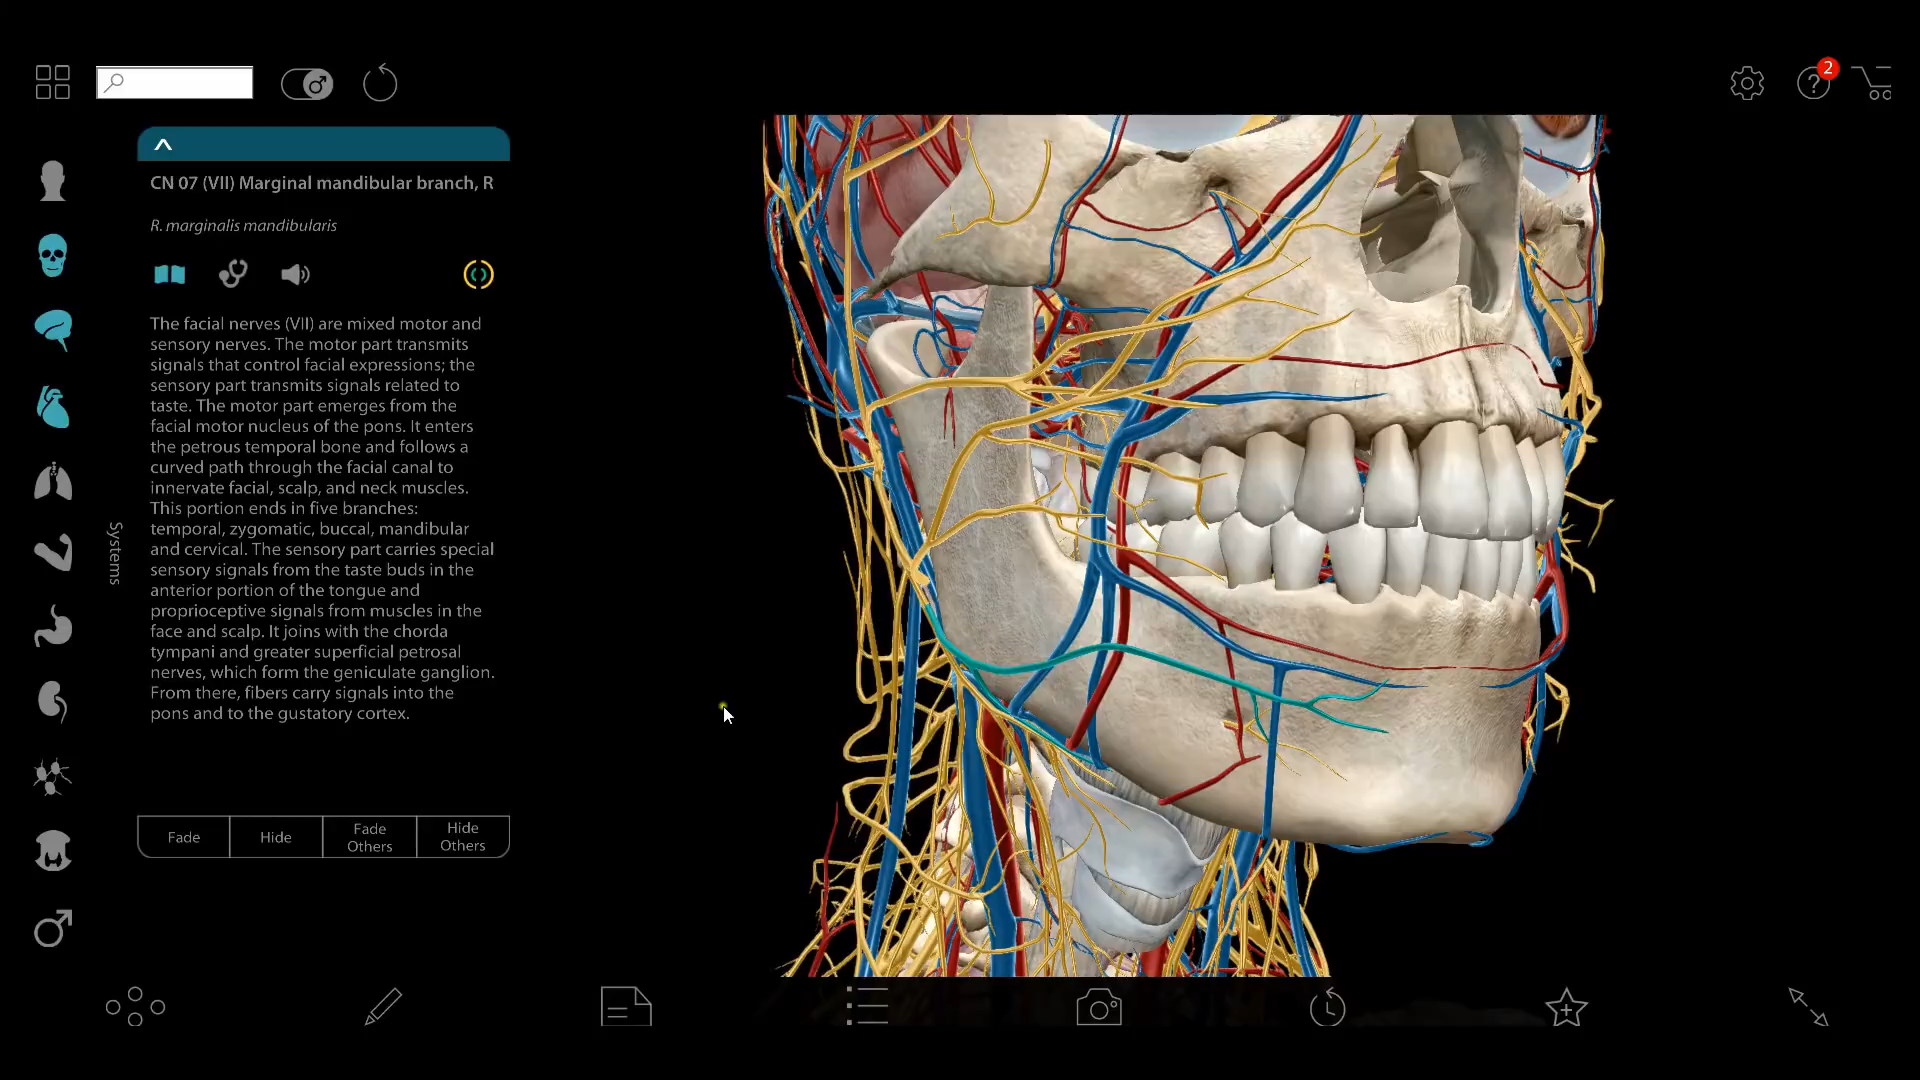 2
CN 07 (VII) Marginal mandibular branch, R
R. marginalis mandibularis
The facial nerves (VII) are mixed motor and
sensory nerves. The motor part transmits
signals that control facial expressions; the
sensory part transmits signals related to
taste. The motor part emerges from the
facial motor nucleus of the pons. It enters
the petrous temporal bone and follows a
curved path through the facial canal to
innervate facial, scalp, and neck muscles.
This portion ends in five branches:
temporal, zygomatic, buccal, mandibular
and cervical. The sensory part carries special
sensory signals from the taste buds in the
anterior portion of the tongue and
proprioceptive signals from muscles in the
face and scalp. It joins with the chorda
tympani and greater superficial petrosal
nerves, which form the geniculate ganglion.
From there, fibers carry signals into the
pons and to the gustatory cortex.
Systems
Fade
Hide
Fade
Others
Hide
Others